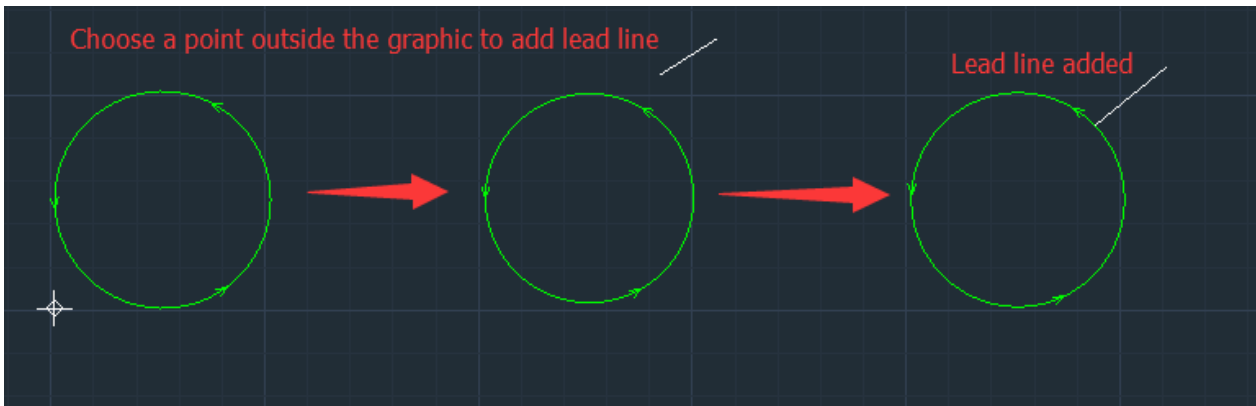 Choose a point outside the graphic to add lead line
Lead line added